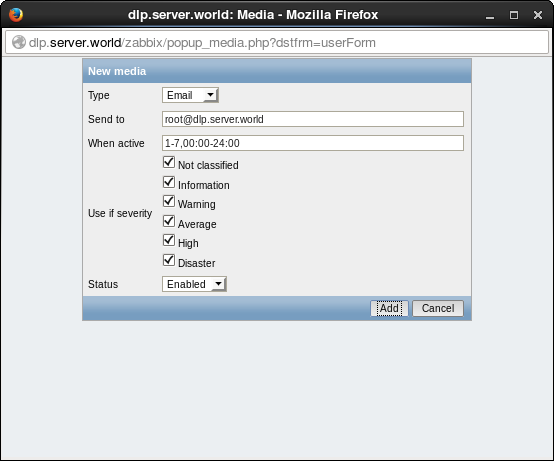 dlp.server.world: Media - Mozilla Firefox
dlp.server.world/zabbix/popup_media.php?dstfrm=userForm
New media
Type Email
Send to root@dlp.server.world
When active 1-7,00:00-24:00
Use if severity
Not classified
Information
Warning
Average
High
Disaster
Status Enabled
Add Cancel